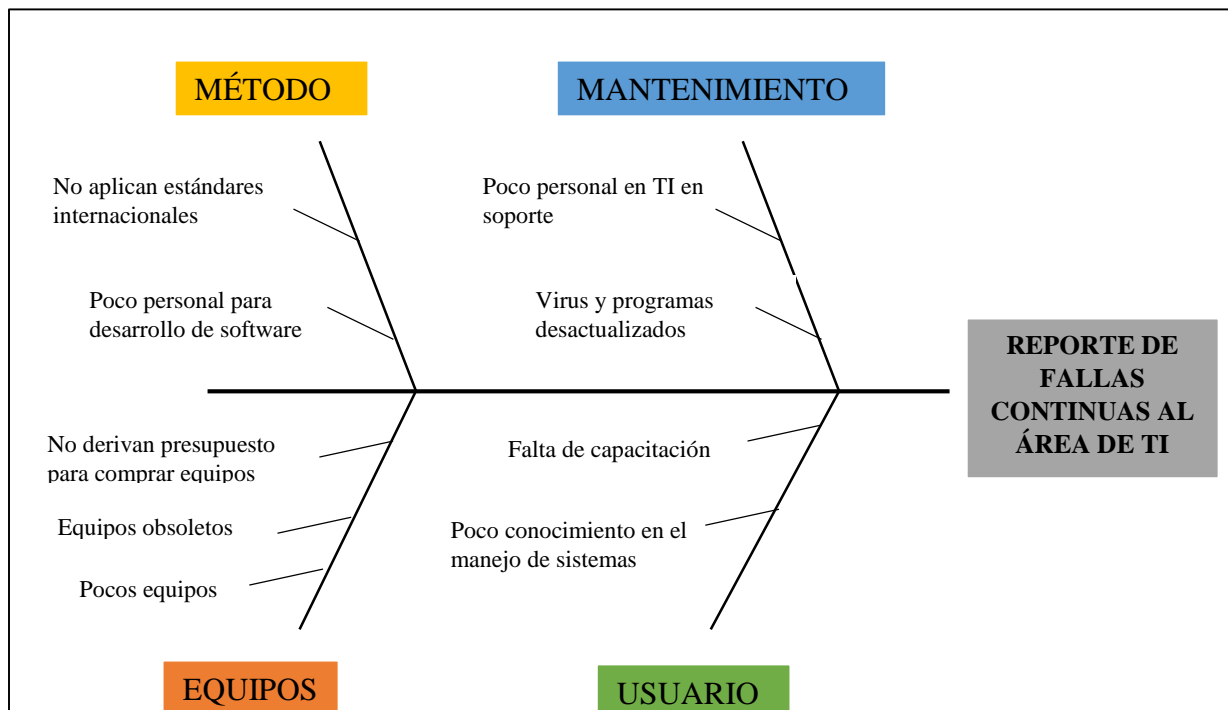 MÉTODO
MANTENIMIENTO
No aplican estándares
internacionales
Poco personal en TI en
soporte
Poco personal para
desarrollo de software
Virus y programas
desactualizados
REPORTE DE
FALLAS
CONTINUAS AL
ÁREA DE TI
No derivan presupuesto
para comprar equipos
Falta de capacitación
Equipos obsoletos
Poco conocimiento en el
manejo de sistemas
Pocos equipos
EQUIPOS
USUARIO